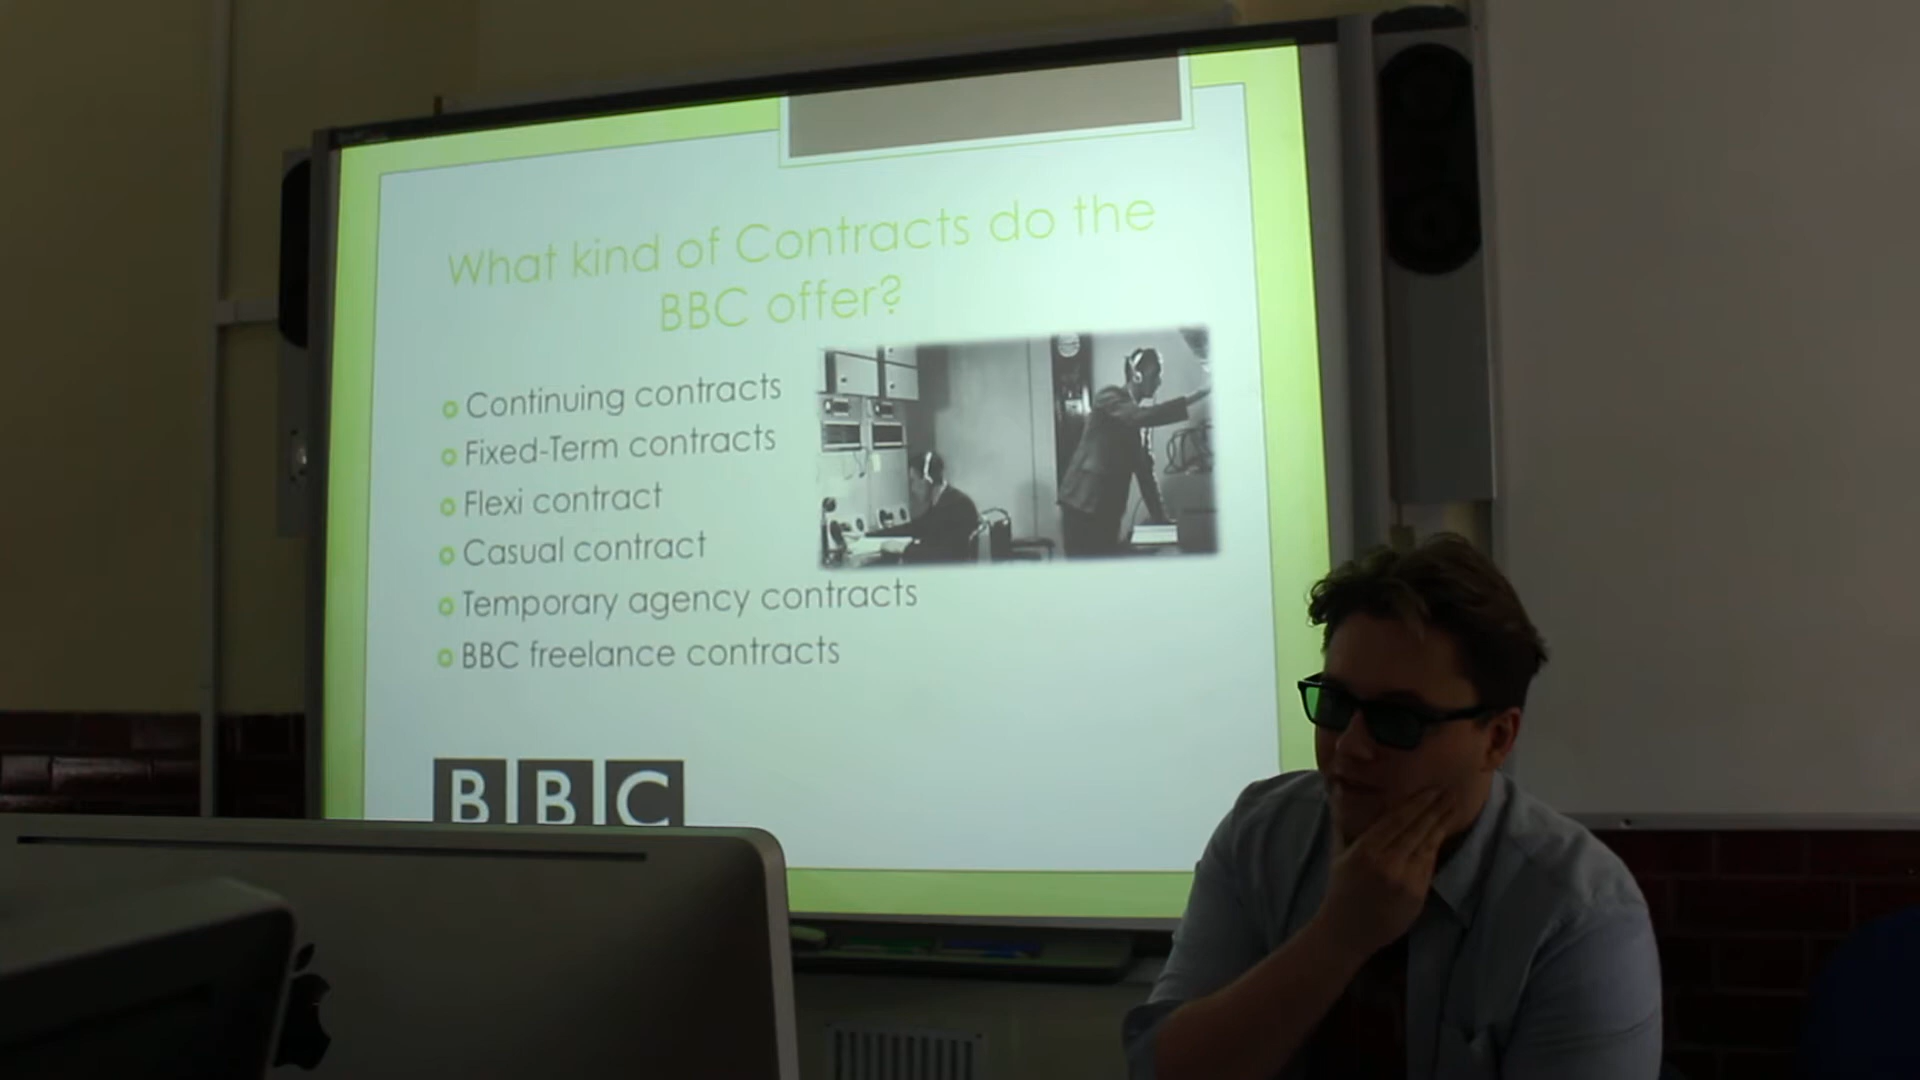 What kind of Contracts do the
BBC offer?
Continuing contracts
Fixed-Term contracts
Flexi contract
Casual contract
Temporary agency contracts
BBC freelance contracts
BBC